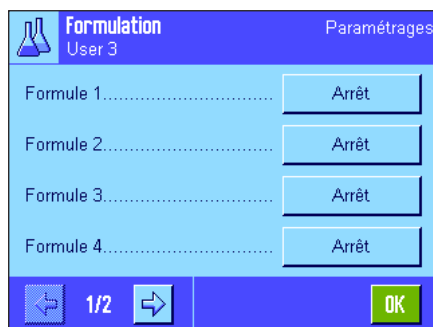 Formulation
Paramétrages
User 3
Formule 1.............................. Arrêt
Formule 2.............................. Arrêt
Formule 3.............................. Arrêt
Formule 4.............................. Arrêt
1/2
OK